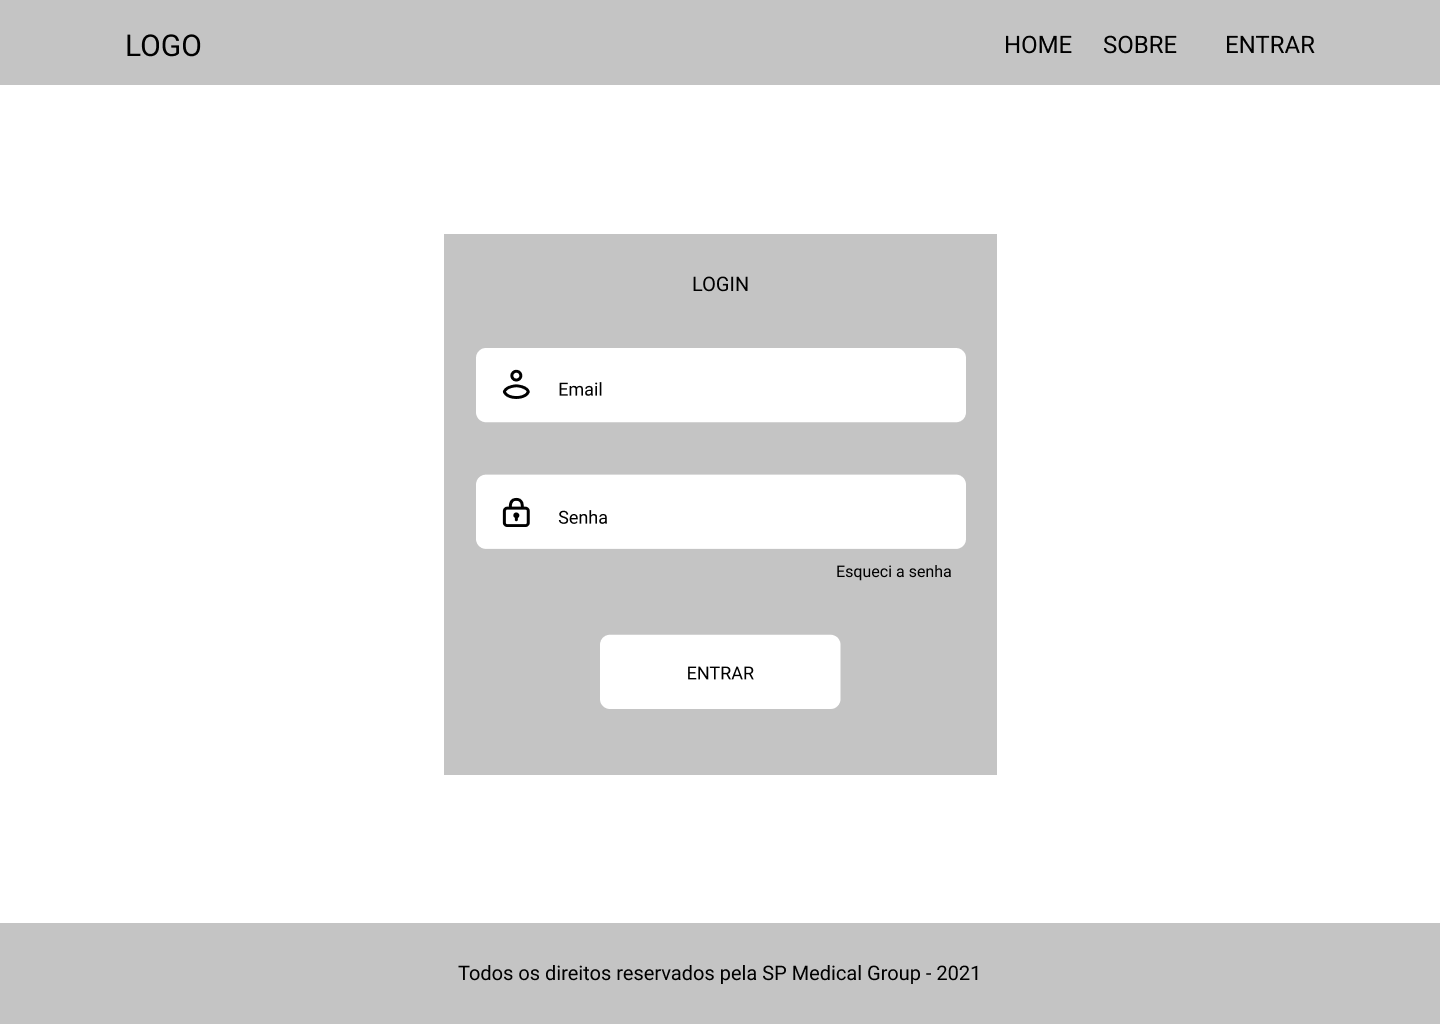 LOGO
HOME SOBRE ENTRAR
LOGIN
Email
Senha
Esqueci a senha
ENTRAR
Todos os direitos reservados pela SP Medical Group - 2021